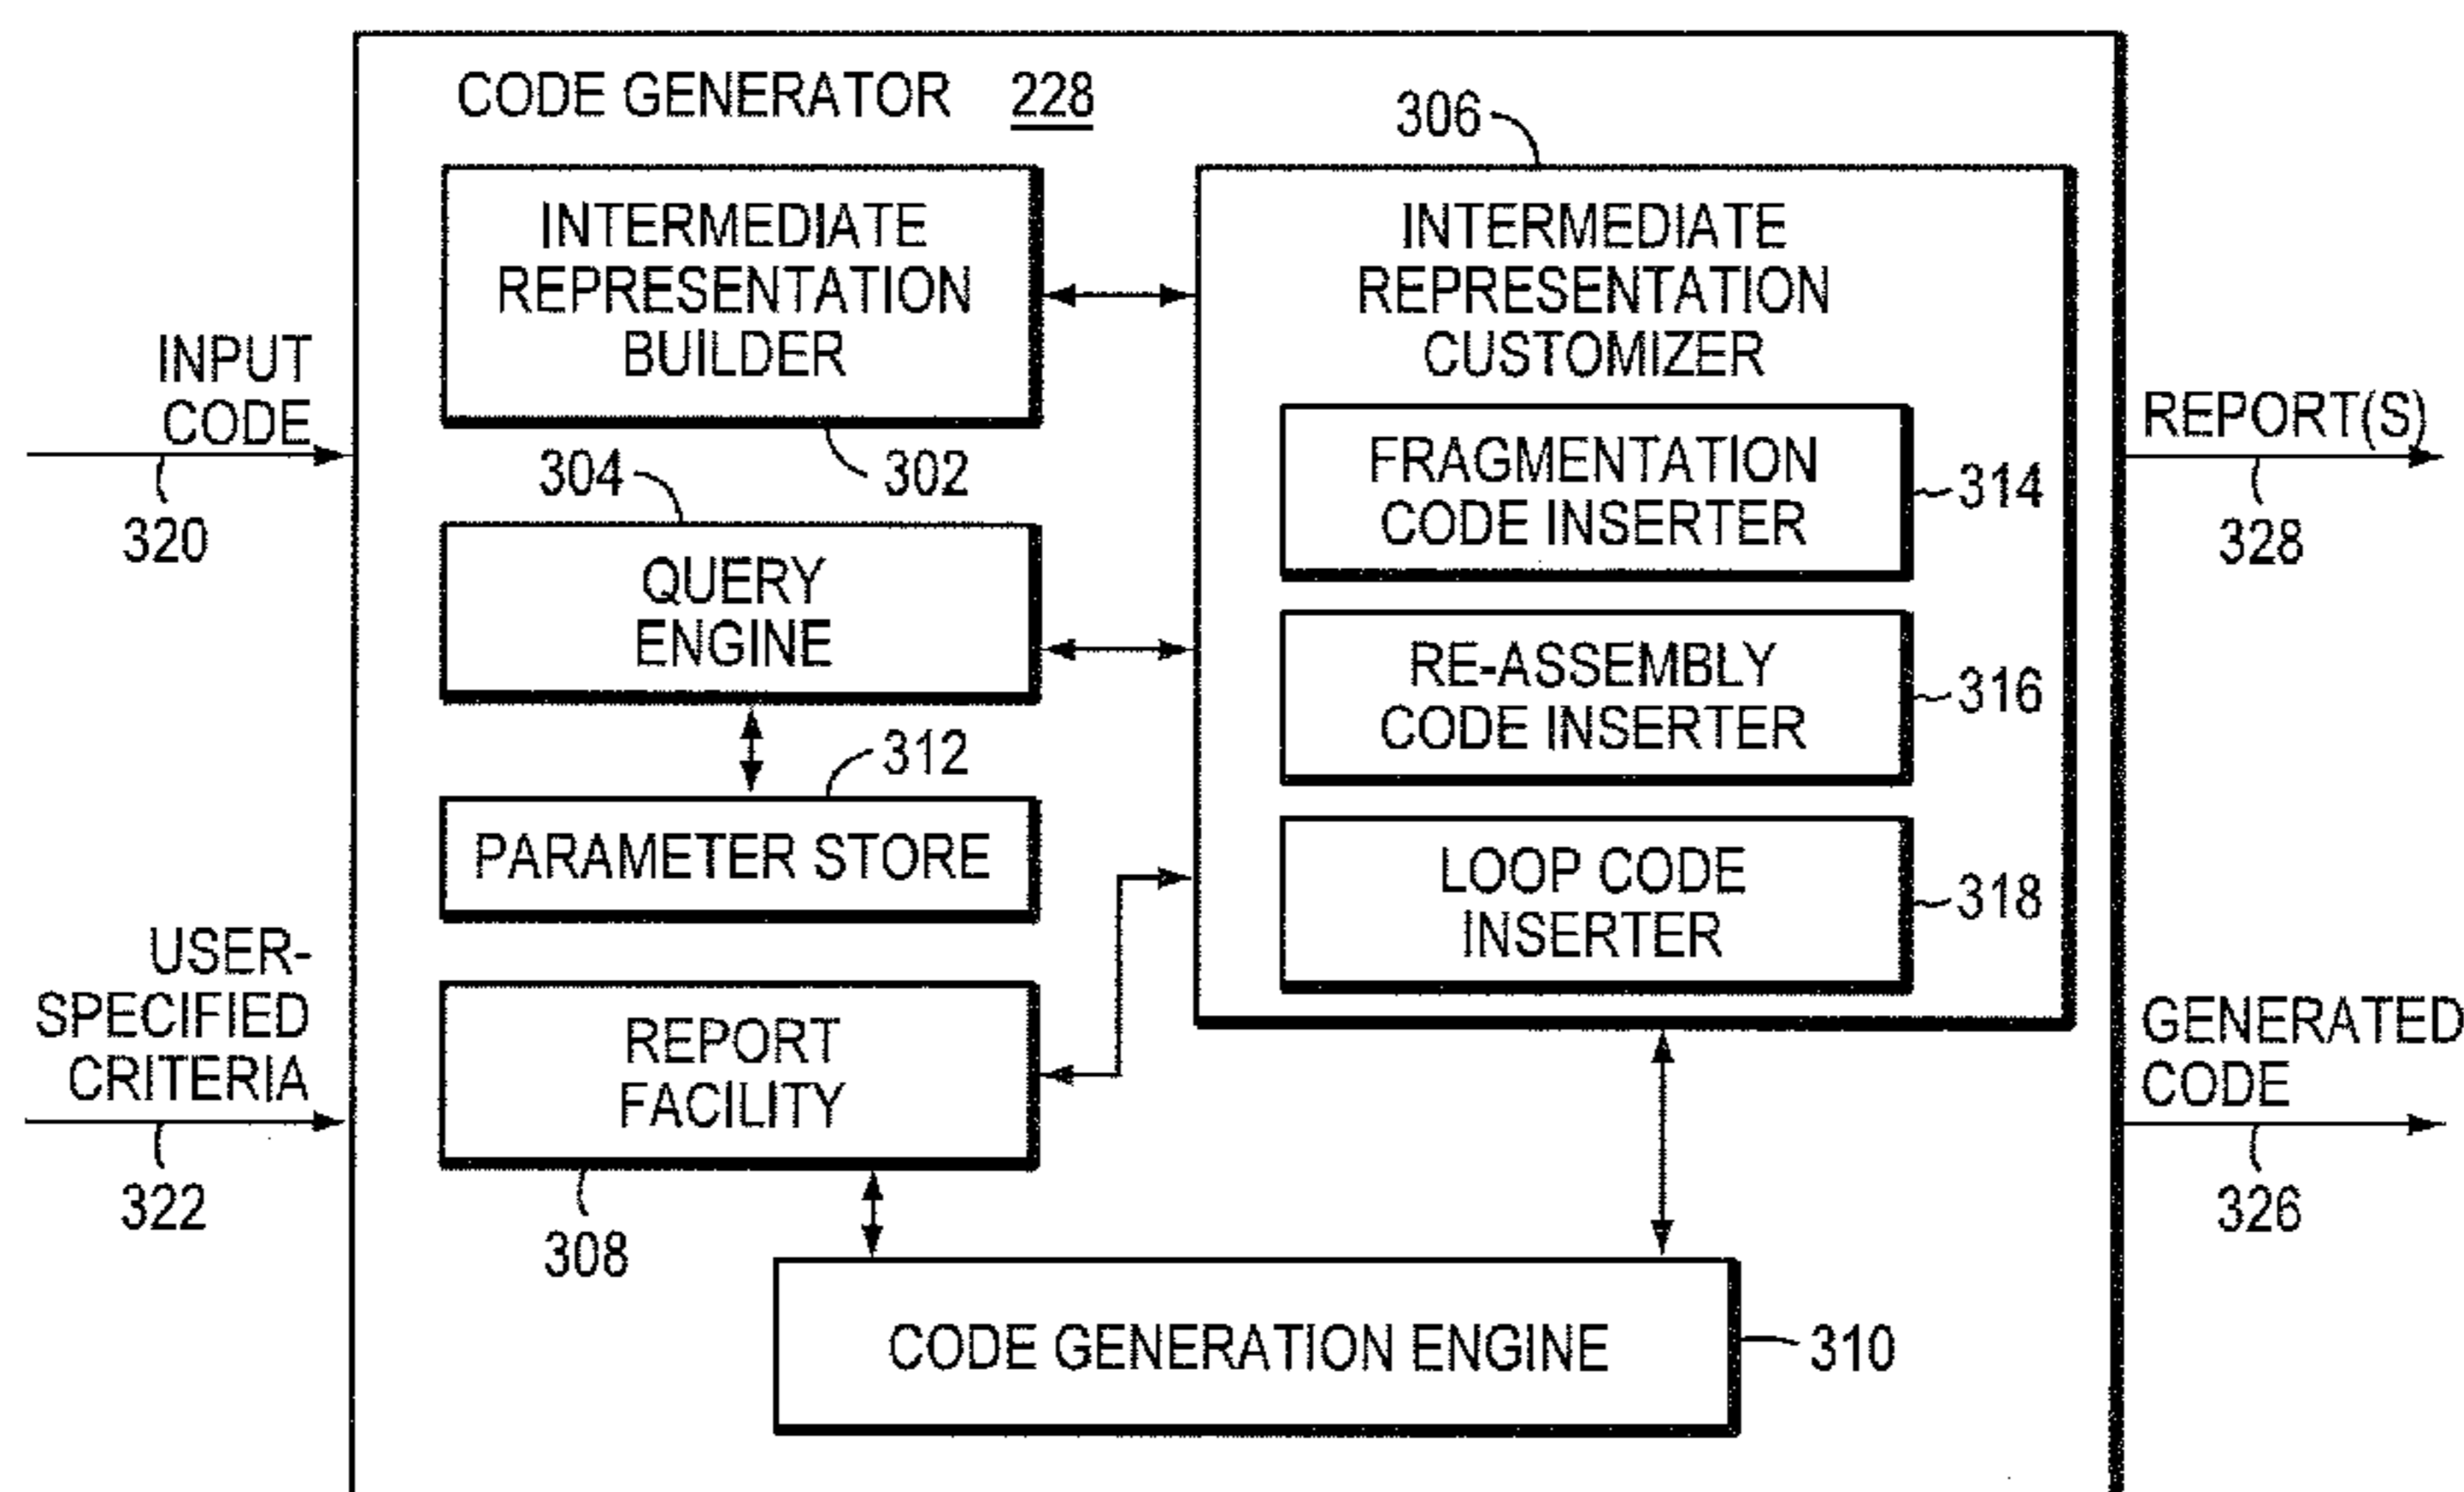 CODE GENERATOR 228
306
INTERMEDIATE
REPRESENTATION
BUILDER
302
INTERMEDIATE
REPRESENTATION
CUSTOMIZER
INPUT
CODE
320
304
QUERY
ENGINE
312
PARAMETER STORE
FRAGMENTATION
CODE INSERTER
314
RE-ASSEMBLY
CODE INSERTER
316
LOOP CODE
INSERTER
318
REPORT(S)
328
USER-
SPECIFIED
CRITERIA
322
REPORT
FACILITY
308
GENERATED
CODE
326
CODE GENERATION ENGINE
310